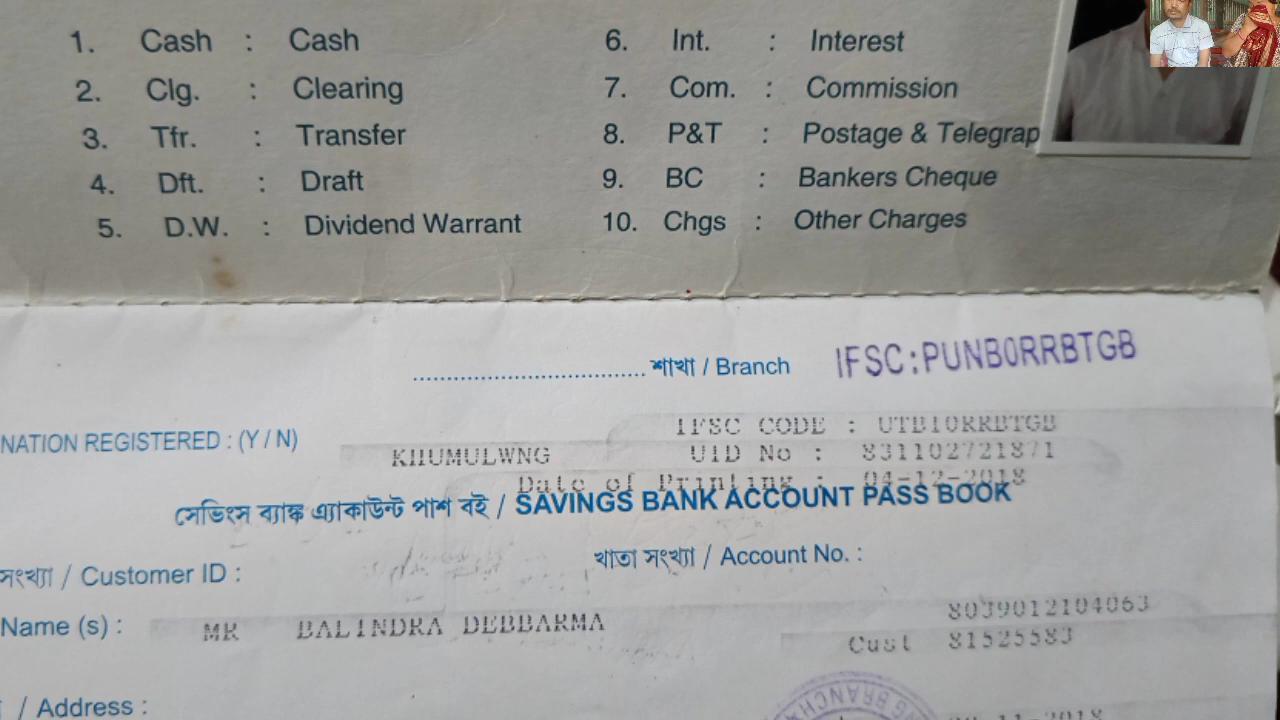 1. Cash : Cash
2. Clg. : Clearing
3. Tfr. : Transfer
4. Dft. : Draft
5. D.W. : Dividend Warrant
6. Int. : Interest
7. Com. : Commission
8. P&T : Postage & Telegrap
9. BC : Bankers Cheque
10. Chgs : Other Charges
শাখা / Branch IFSC:PUNB0RRBTGB
IFSC CODE : UTBI0RRBTGB
NATION REGISTERED : (Y / N)
KHUMULWNG UID No : 831102721871
Date of Printing : 04-12-2018
সেভিংস ব্যাঙ্ক এ্যাকাউন্ট পাশ বই / SAVINGS BANK ACCOUNT PASS BOOK
খাতা সংখ্যা / Account No. :
সংখ্যা / Customer ID :
8039012104063
Name (s) : MR BALINDRA DEBBARMA
Cust 81525583
/ Address :
BRANCH
2018